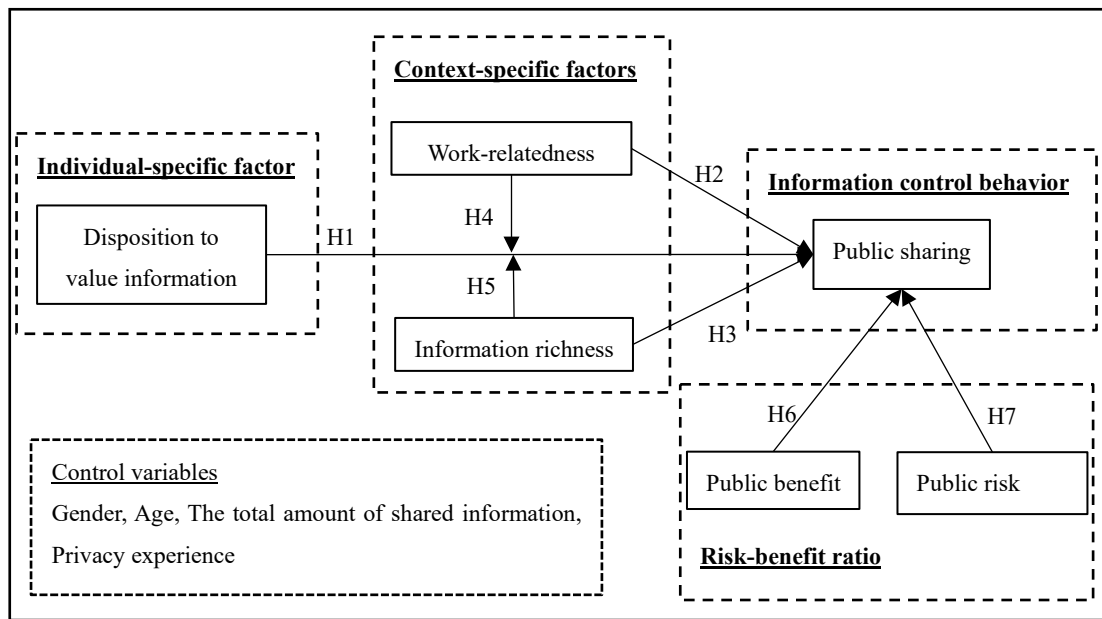 Context-specific factors
Work-relatedness
Individual-specific factor
Disposition to
value information
H1
H4
H5
Information richness
H2
H3
Information control behavior
Public sharing
H6
H7
Public benefit
Public risk
Risk-benefit ratio
Control variables
Gender, Age, The total amount of shared information,
Privacy experience